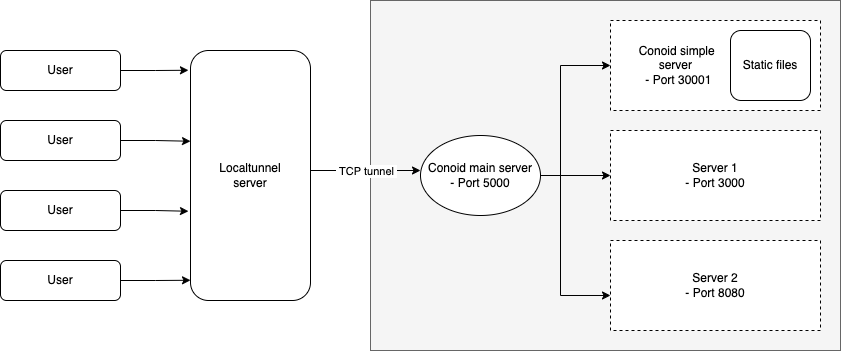 User
User
User
User
Localtunnel
server
TCP tunnel
Conoid main server
- Port 5000
Conoid simple
server
- Port 30001
Static files
Server 1
- Port 3000
Server 2
- Port 8080